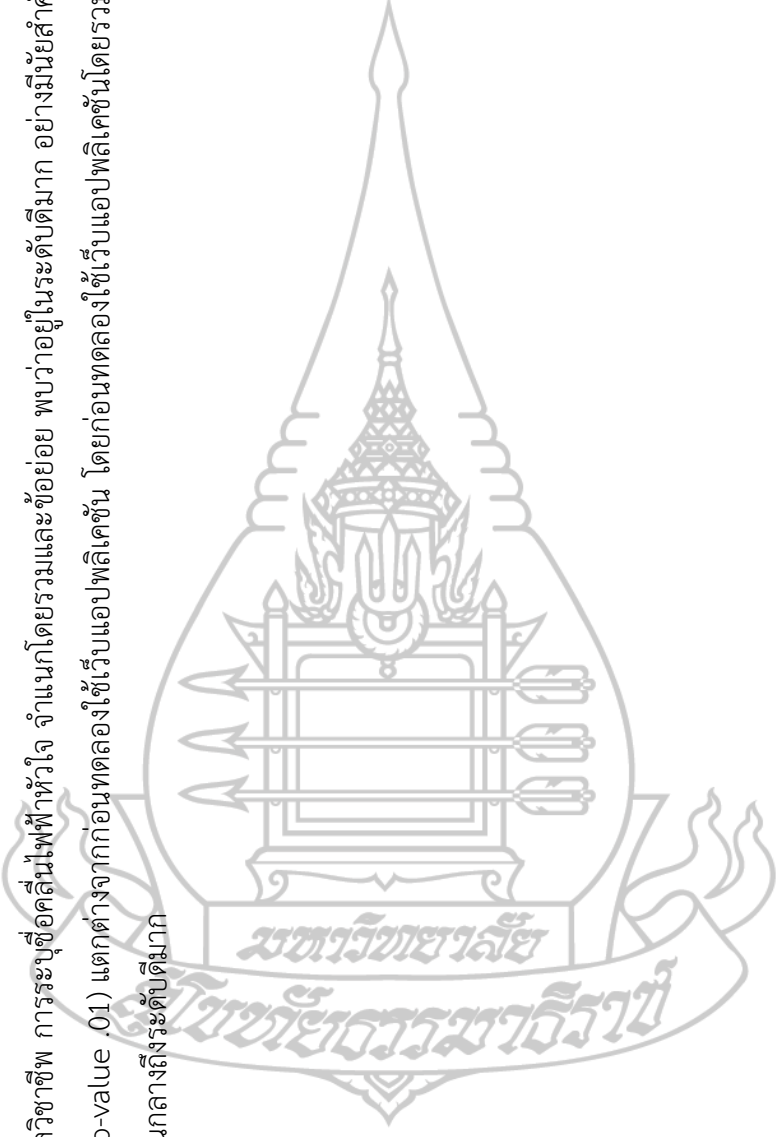 วิชาชีพ การระบุชื่อคลื่นไฟฟ้าหัวใจ จำแนกโดยรวมและข้อย่อย พบว่าอยู่ในระดับดีมาก อย่างมีนัยสำคั
-value .01) แตกต่างจากก่อนทดลองใช้เว็บแอปพลิเคชัน โดยก่อนทดลองใช้เว็บแอปพลิเคชันโดยรวม
นกลางถึงระดับดีมาก
มหาวิทยาลัย
สุโขทัยธรรมาธิราช